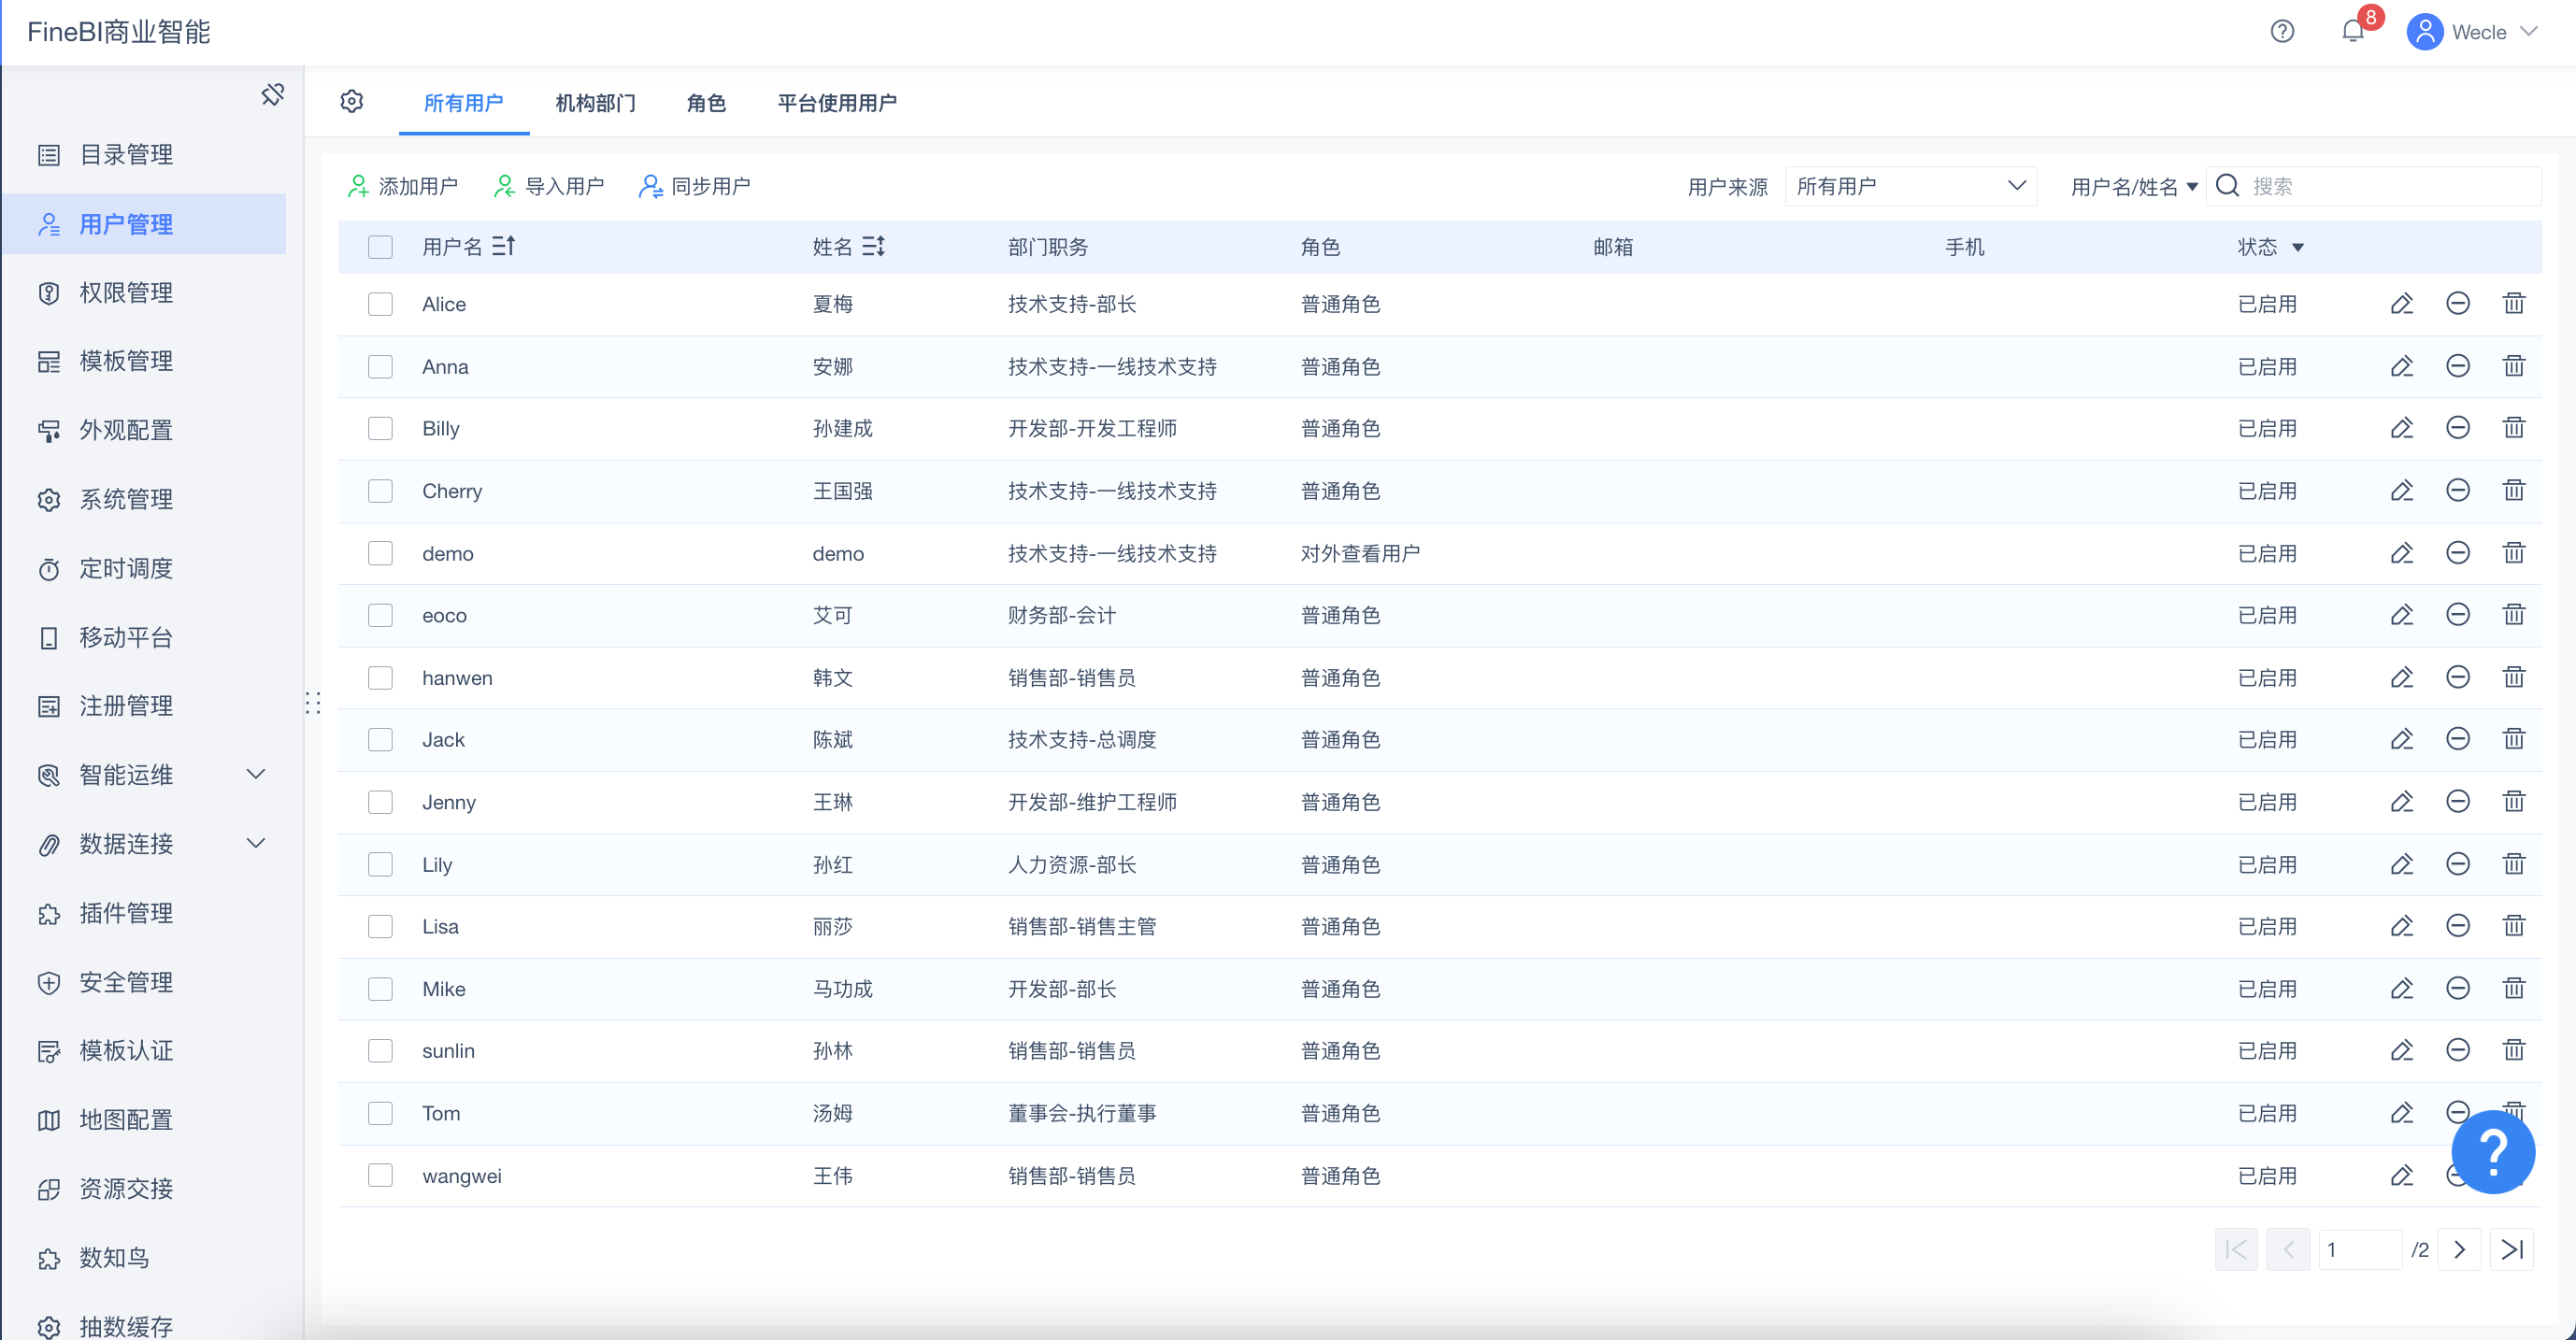 FineBI商业智能
8
Wecle
目录管理
用户管理
权限管理
模板管理
外观配置
系统管理
定时调度
移动平台
注册管理
智能运维
数据连接
插件管理
安全管理
模板认证
地图配置
资源交接
数知鸟
抽数缓存
所有用户 机构部门 角色 平台使用用户
添加用户 导入用户 同步用户 用户来源 所有用户 用户名/姓名 搜索
用户名 姓名 部门职务 角色 邮箱 手机 状态
Alice 夏梅 技术支持-部长 普通角色 已启用
Anna 安娜 技术支持-一线技术支持 普通角色 已启用
Billy 孙建成 开发部-开发工程师 普通角色 已启用
Cherry 王国强 技术支持-一线技术支持 普通角色 已启用
demo demo 技术支持-一线技术支持 对外查看用户 已启用
eoco 艾可 财务部-会计 普通角色 已启用
hanwen 韩文 销售部-销售员 普通角色 已启用
Jack 陈斌 技术支持-总调度 普通角色 已启用
Jenny 王琳 开发部-维护工程师 普通角色 已启用
Lily 孙红 人力资源-部长 普通角色 已启用
Lisa 丽莎 销售部-销售主管 普通角色 已启用
Mike 马功成 开发部-部长 普通角色 已启用
sunlin 孙林 销售部-销售员 普通角色 已启用
Tom 汤姆 董事会-执行董事 普通角色 已启用
wangwei 王伟 销售部-销售员 普通角色 已启用
1 /2